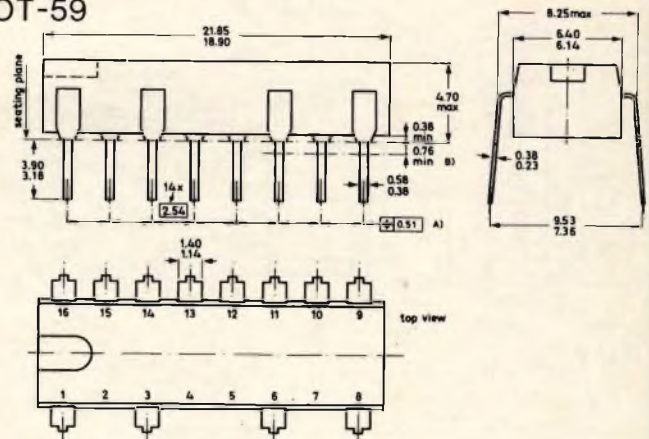 OT-59
21.85
18.90
8.25max
6.40
6.14
seating plane
4.70
max
0.38
min
0.76
min
B)
3.90
3.18
14x
2.54
0.58
0.38
0.51 A)
0.38
0.23
9.53
7.36
1.40
1.14
16 15 14 13 12 11 10 9
top view
1 2 3 4 5 6 7 8